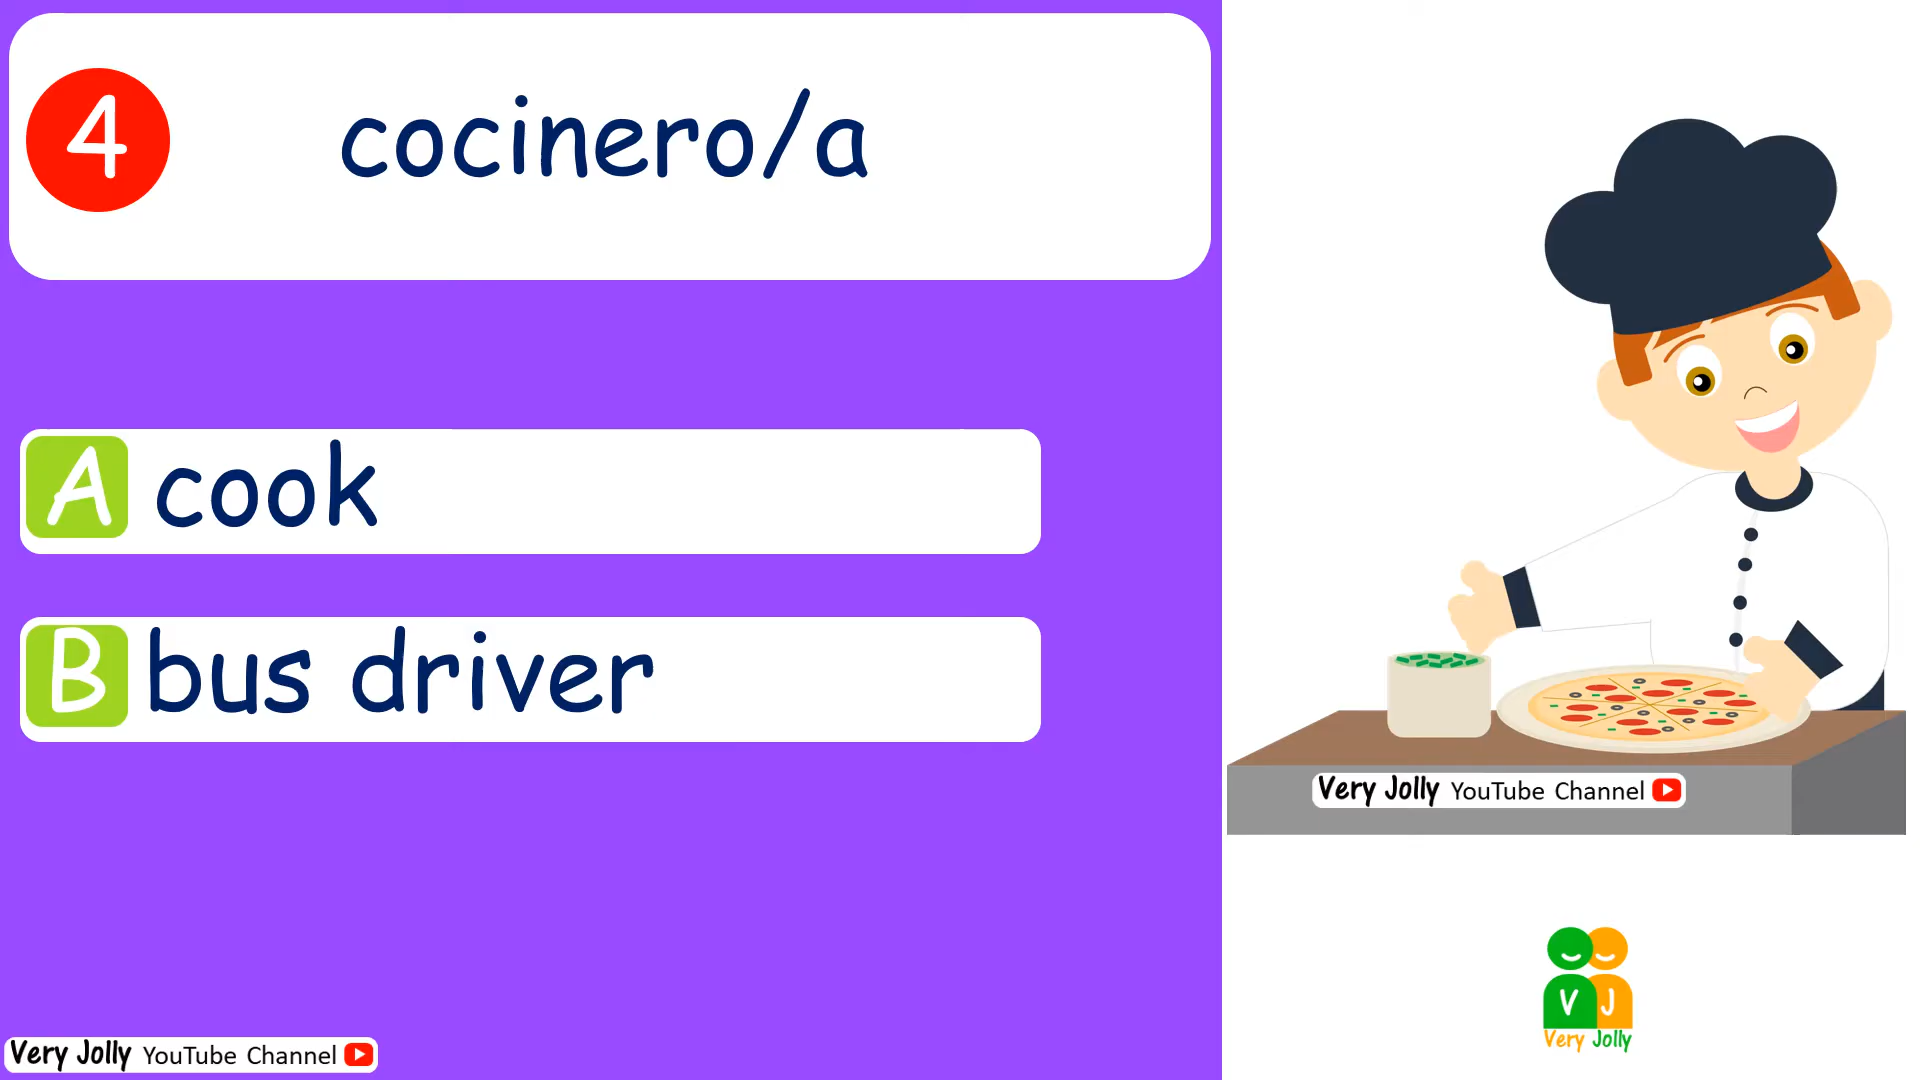 4 cocinero/a
A cook
B bus driver
Very Jolly YouTube Channel
Very Jolly YouTube Channel
V J
Very Jolly